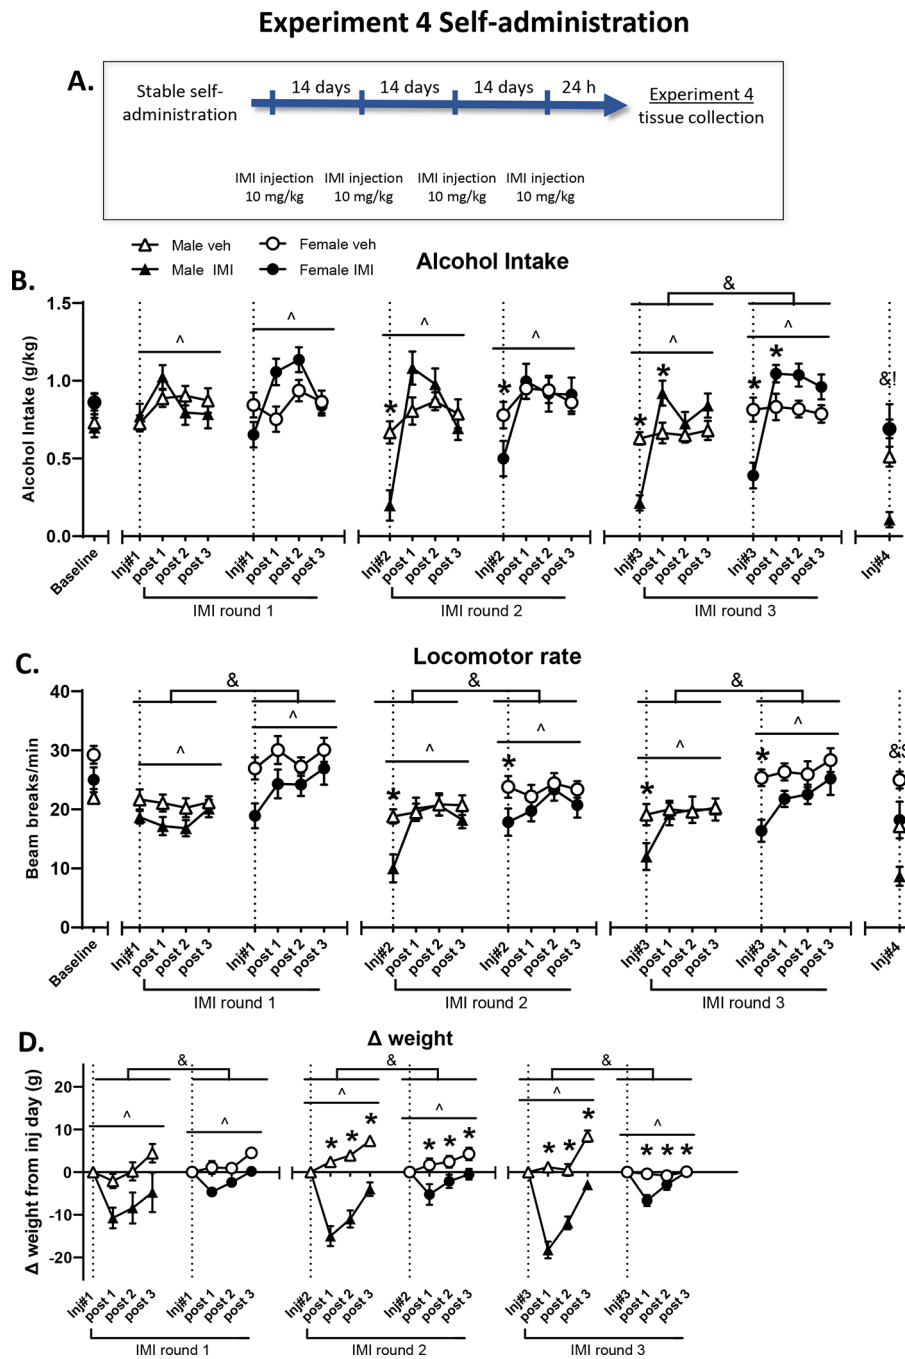 Experiment 4 Self-administration
A.
Stable self-
administration
14 days
14 days
14 days
24 h
Experiment 4
tissue collection
IMI injection
10 mg/kg
IMI injection
10 mg/kg
IMI injection
10 mg/kg
IMI injection
10 mg/kg
Male veh
Female veh
Male IMI
Female IMI
B.
Alcohol Intake
Alcohol Intake (g/kg)
1.5
1.0
0.5
0.0
^
^
^
^
&
^
^
*
*
*
*
*
*
&!
Baseline
Inj#1
post 1
post 2
post 3
Inj#1
post 1
post 2
post 3
Inj#2
post 1
post 2
post 3
Inj#2
post 1
post 2
post 3
Inj#3
post 1
post 2
post 3
Inj#3
post 1
post 2
post 3
Inj#4
IMI round 1
IMI round 2
IMI round 3
C.
Locomotor rate
Beam breaks/min
40
30
20
10
0
&
&
&
^
^
^
^
^
^
*
*
*
*
Baseline
Inj#1
post 1
post 2
post 3
Inj#1
post 1
post 2
post 3
Inj#2
post 1
post 2
post 3
Inj#2
post 1
post 2
post 3
Inj#3
post 1
post 2
post 3
Inj#3
post 1
post 2
post 3
Inj#4
IMI round 1
IMI round 2
IMI round 3
D.
Δ weight
Δ weight from inj day (g)
20
10
0
-10
-20
&
&
&
^
^
^
^
^
^
* * *
* * *
* * *
* * *
Inj#1
post 1
post 2
post 3
Inj#1
post 1
post 2
post 3
Inj#2
post 1
post 2
post 3
Inj#2
post 1
post 2
post 3
Inj#3
post 1
post 2
post 3
Inj#3
post 1
post 2
post 3
IMI round 1
IMI round 2
IMI round 3